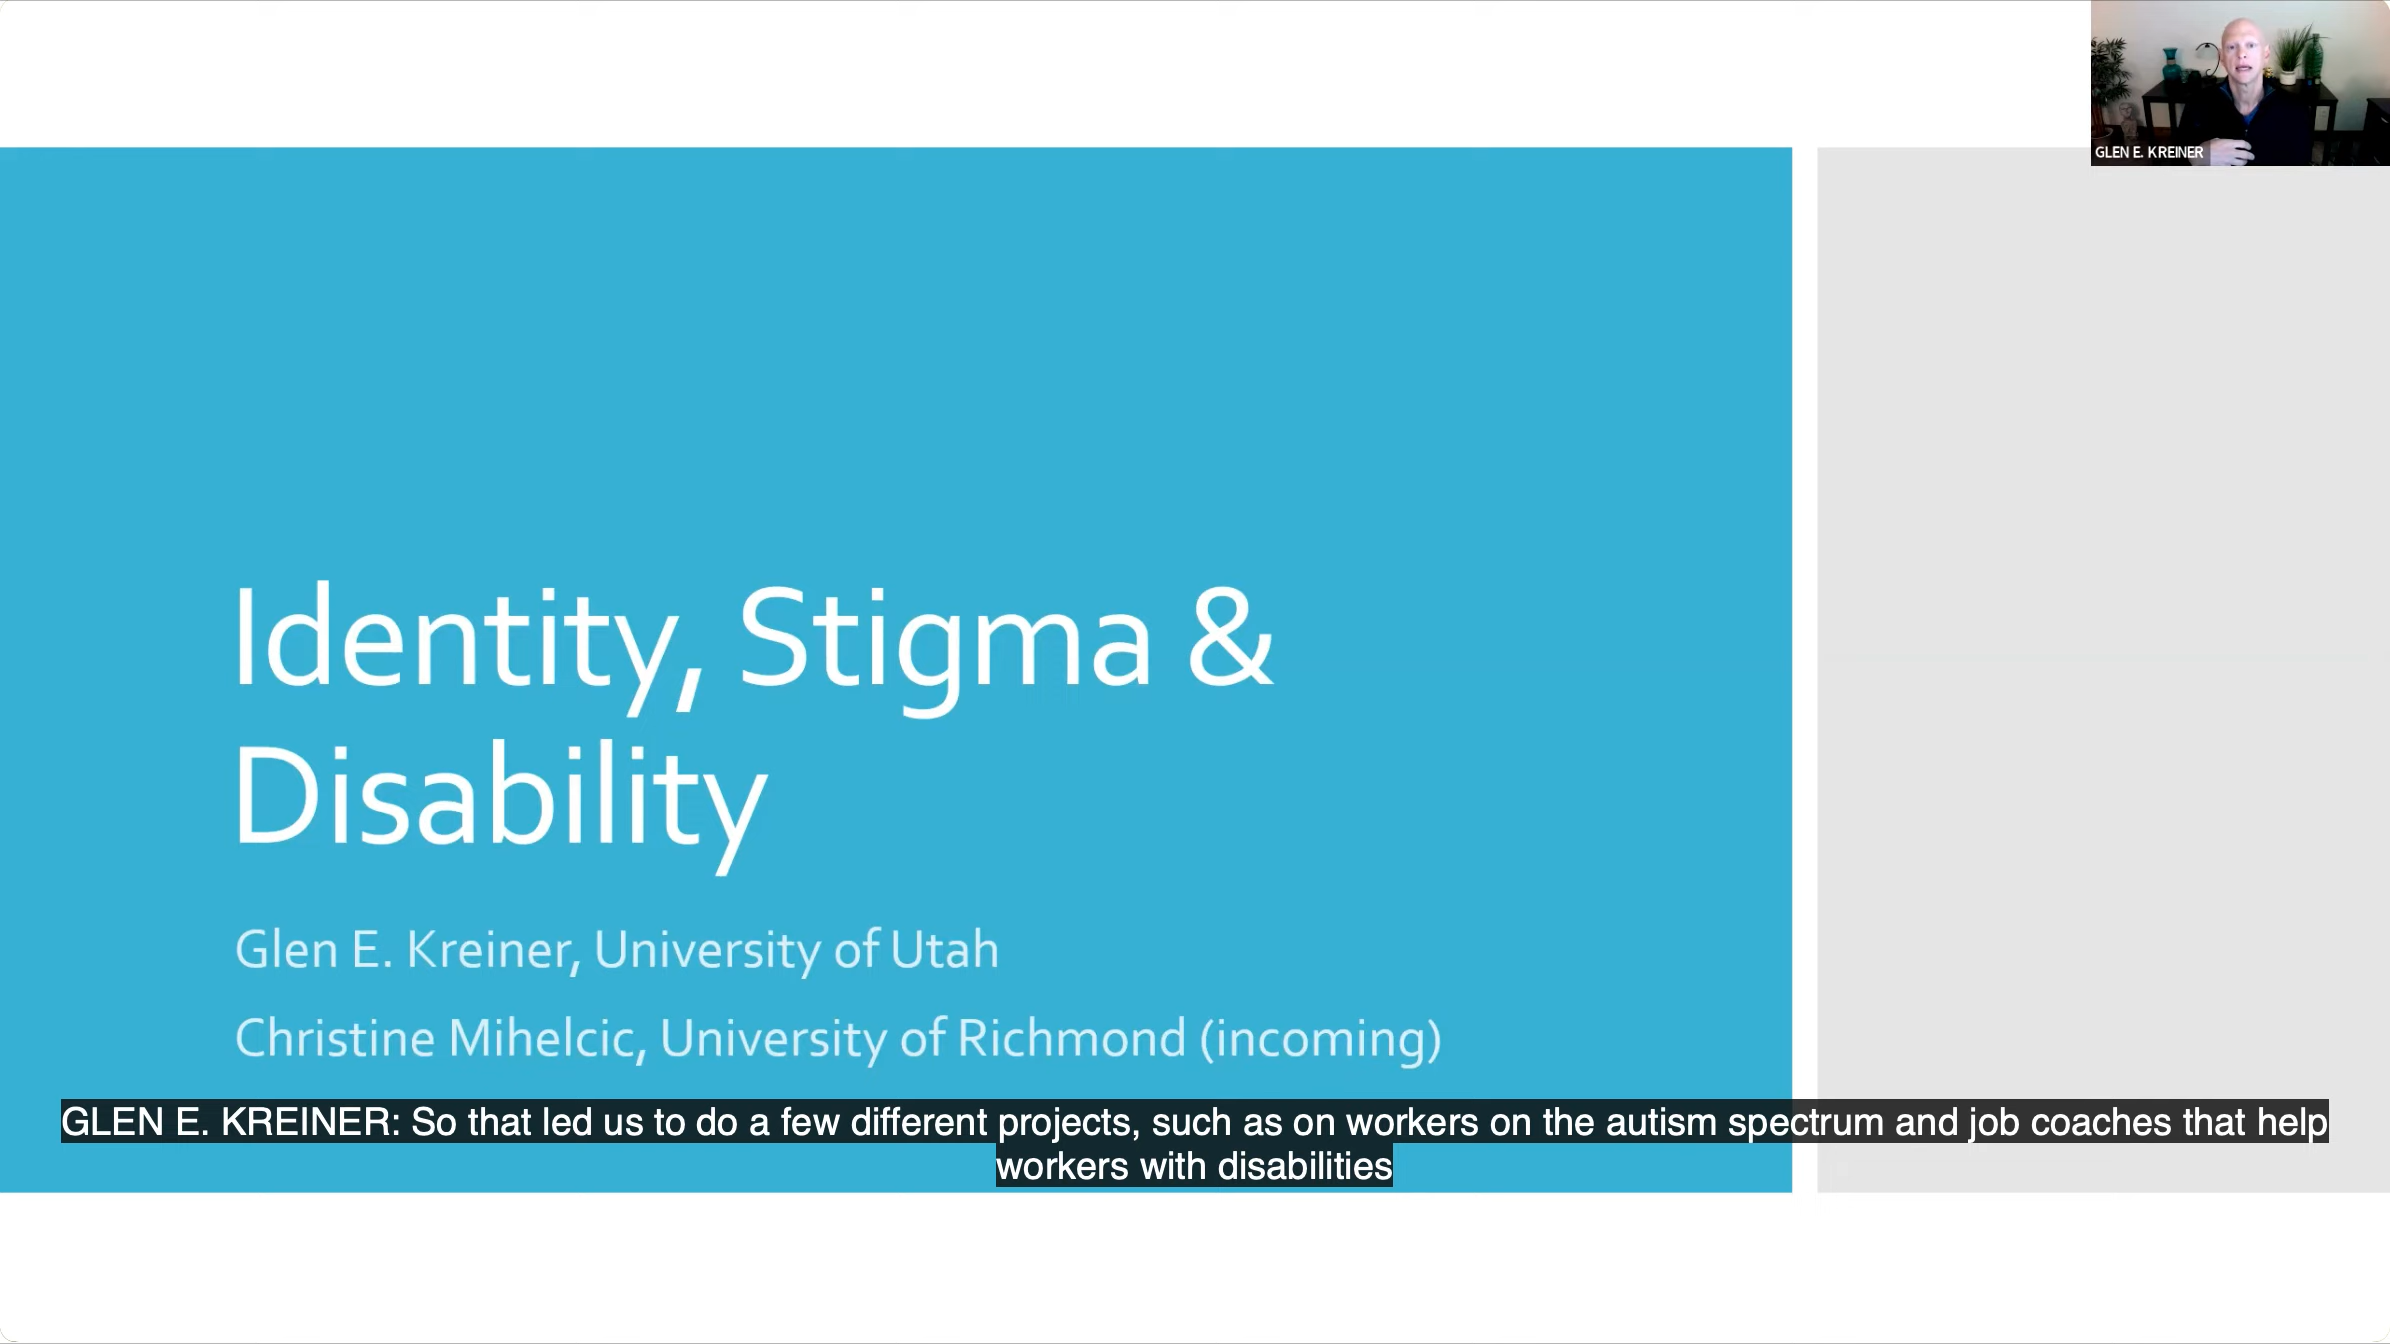 GLEN E. KREINER
Identity, Stigma &
Disability
Glen E. Kreiner, University of Utah
Christine Mihelcic, University of Richmond (incoming)
GLEN E. KREINER: So that led us to do a few different projects, such as on workers on the autism spectrum and job coaches that help
workers with disabilities